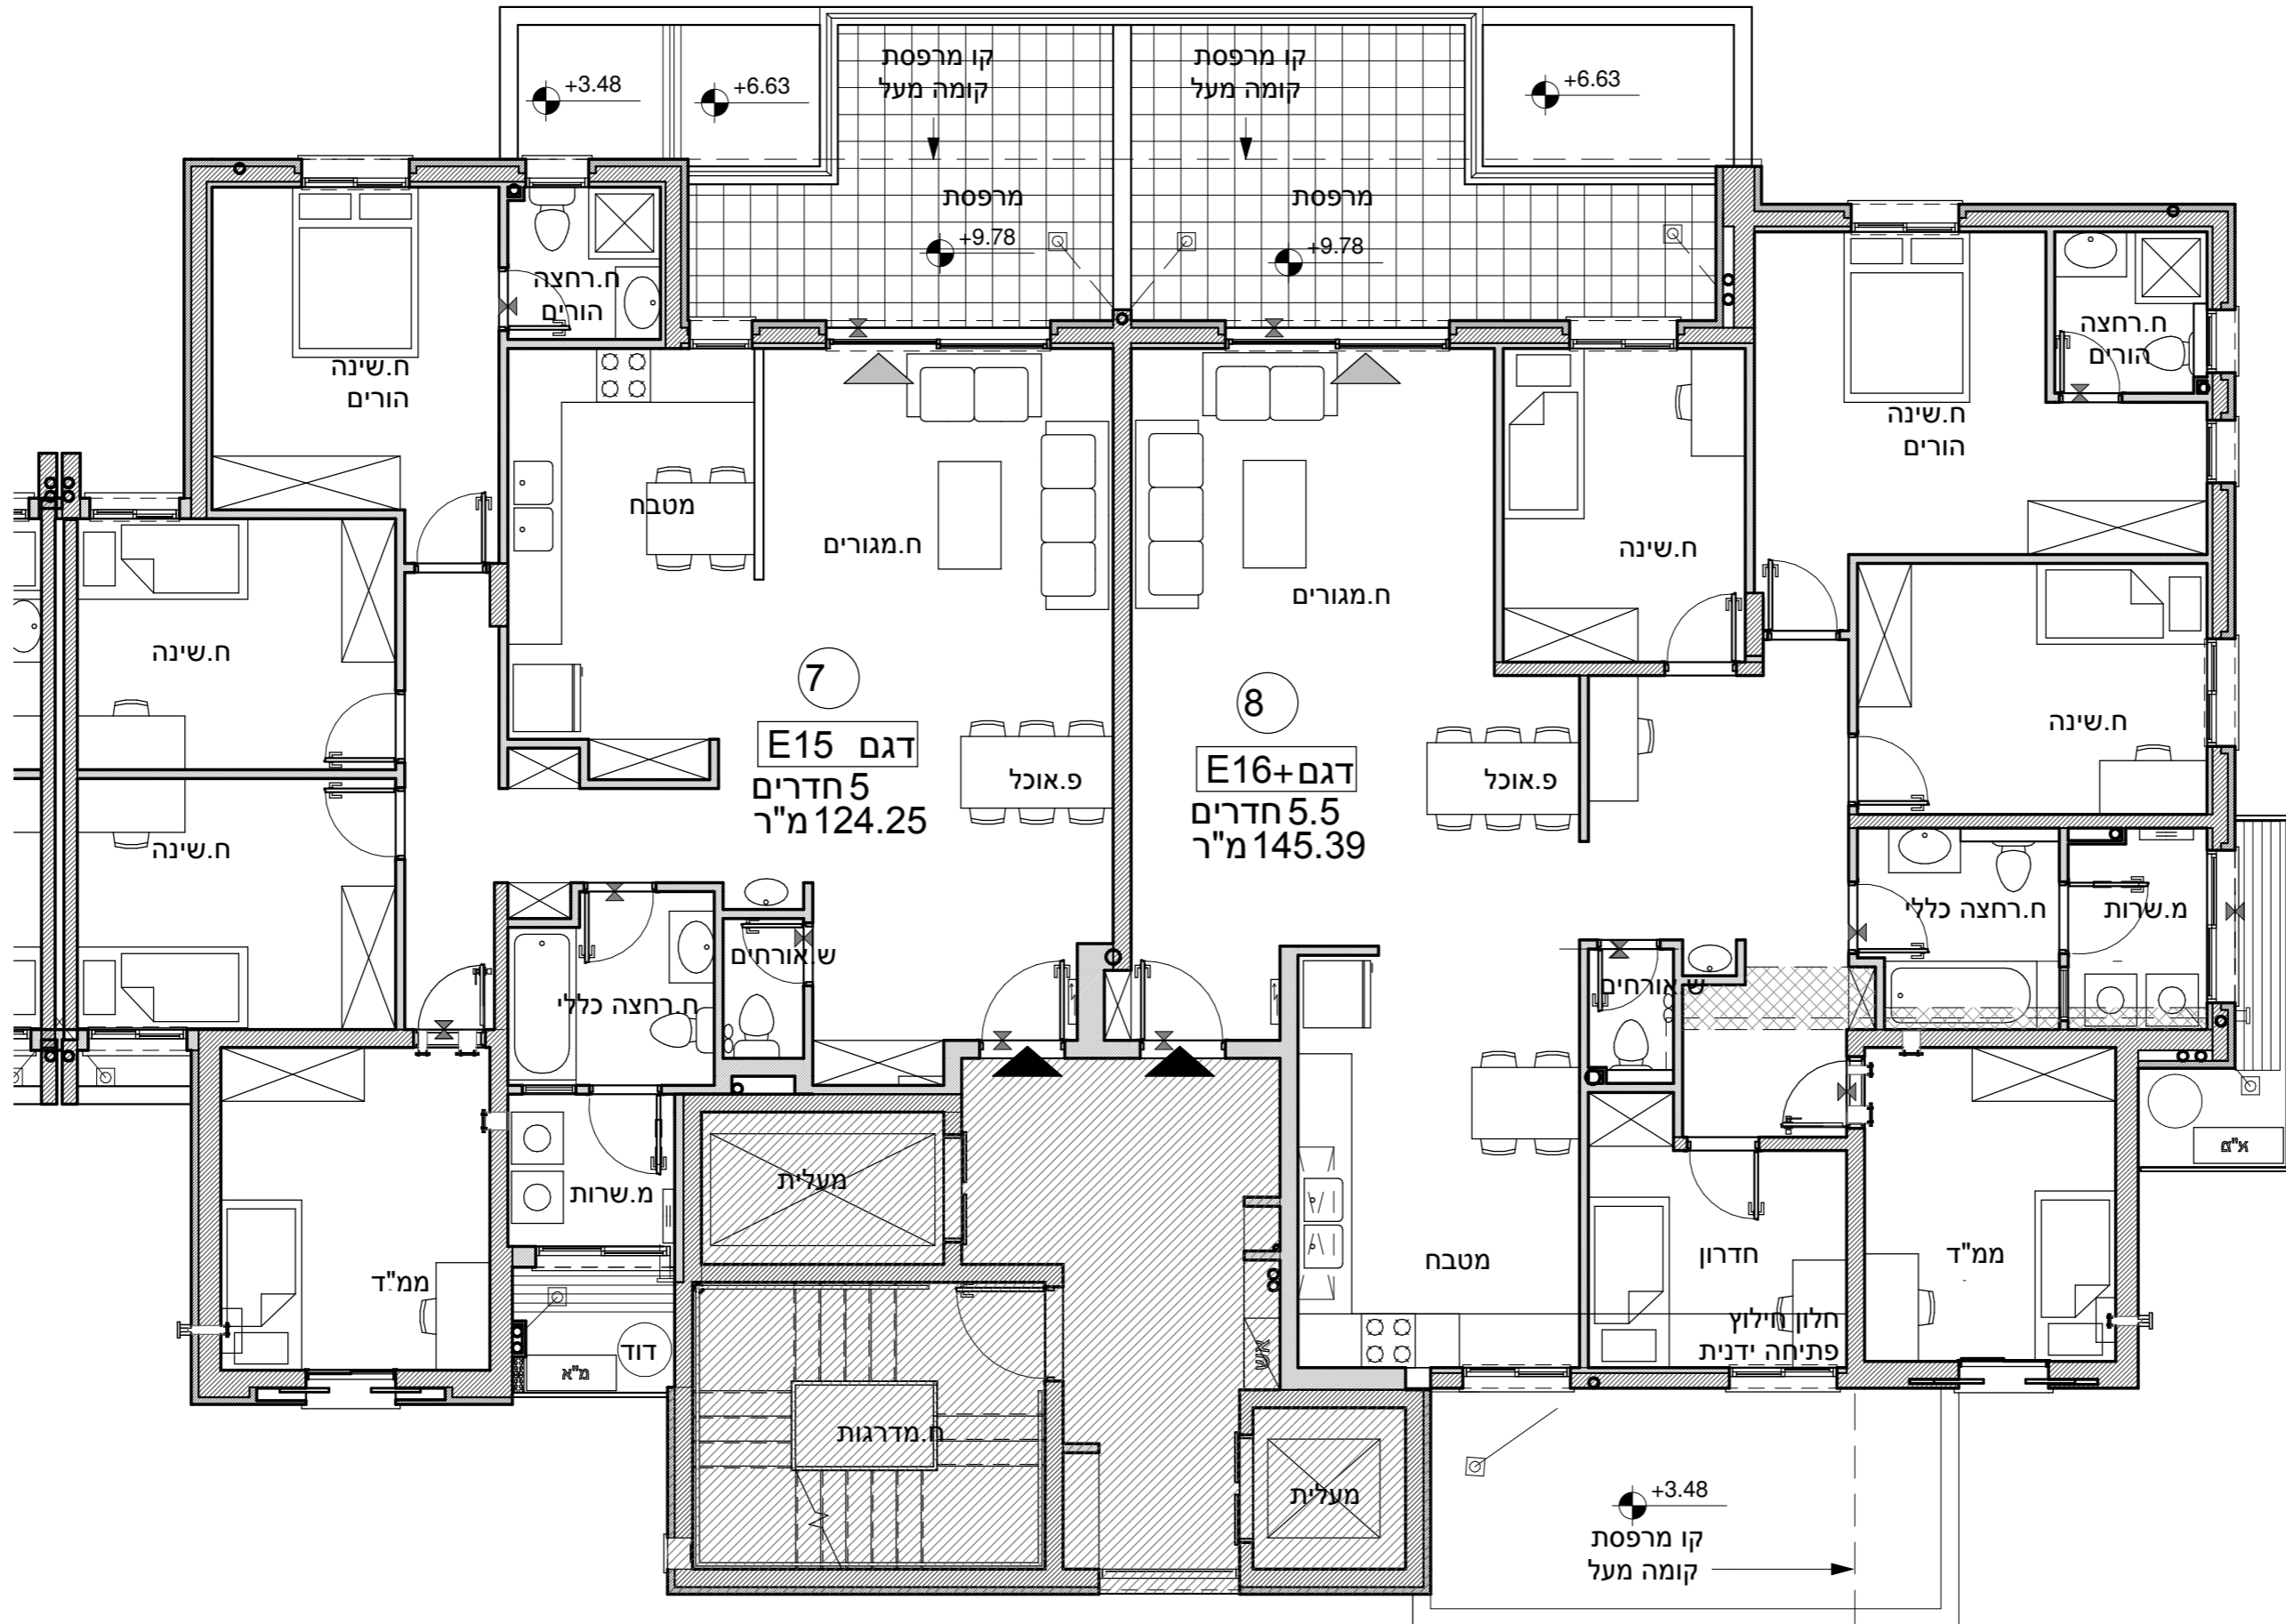 קו מרפסת
קומה מעל
קו מרפסת
קומה מעל
+3.48
+6.63
+6.63
מרפסת
+9.78
מרפסת
+9.78
ח.רחצה
הורים
ח.שינה
הורים
ח.רחצה
הורים
ח.שינה
הורים
מטבח
ח.מגורים
ח.מגורים
ח.שינה
ח.שינה
ח.שינה
ח.שינה
7
דגם E15
5 חדרים
124.25 מ"ר
פ.אוכל
8
דגם E16+
5.5 חדרים
145.39 מ"ר
פ.אוכל
ח.רחצה כללי
ש.אורחים
ח.רחצה כללי
מ.שרות
ש.אורחים
מ.שרות
מעלית
ממ"ד
דוד
מ"א
ח.מדרגות
אש
מטבח
חדרון
חלון חילוץ
פתיחה ידנית
ממ"ד
מ"א
מעלית
+3.48
קו מרפסת
קומה מעל